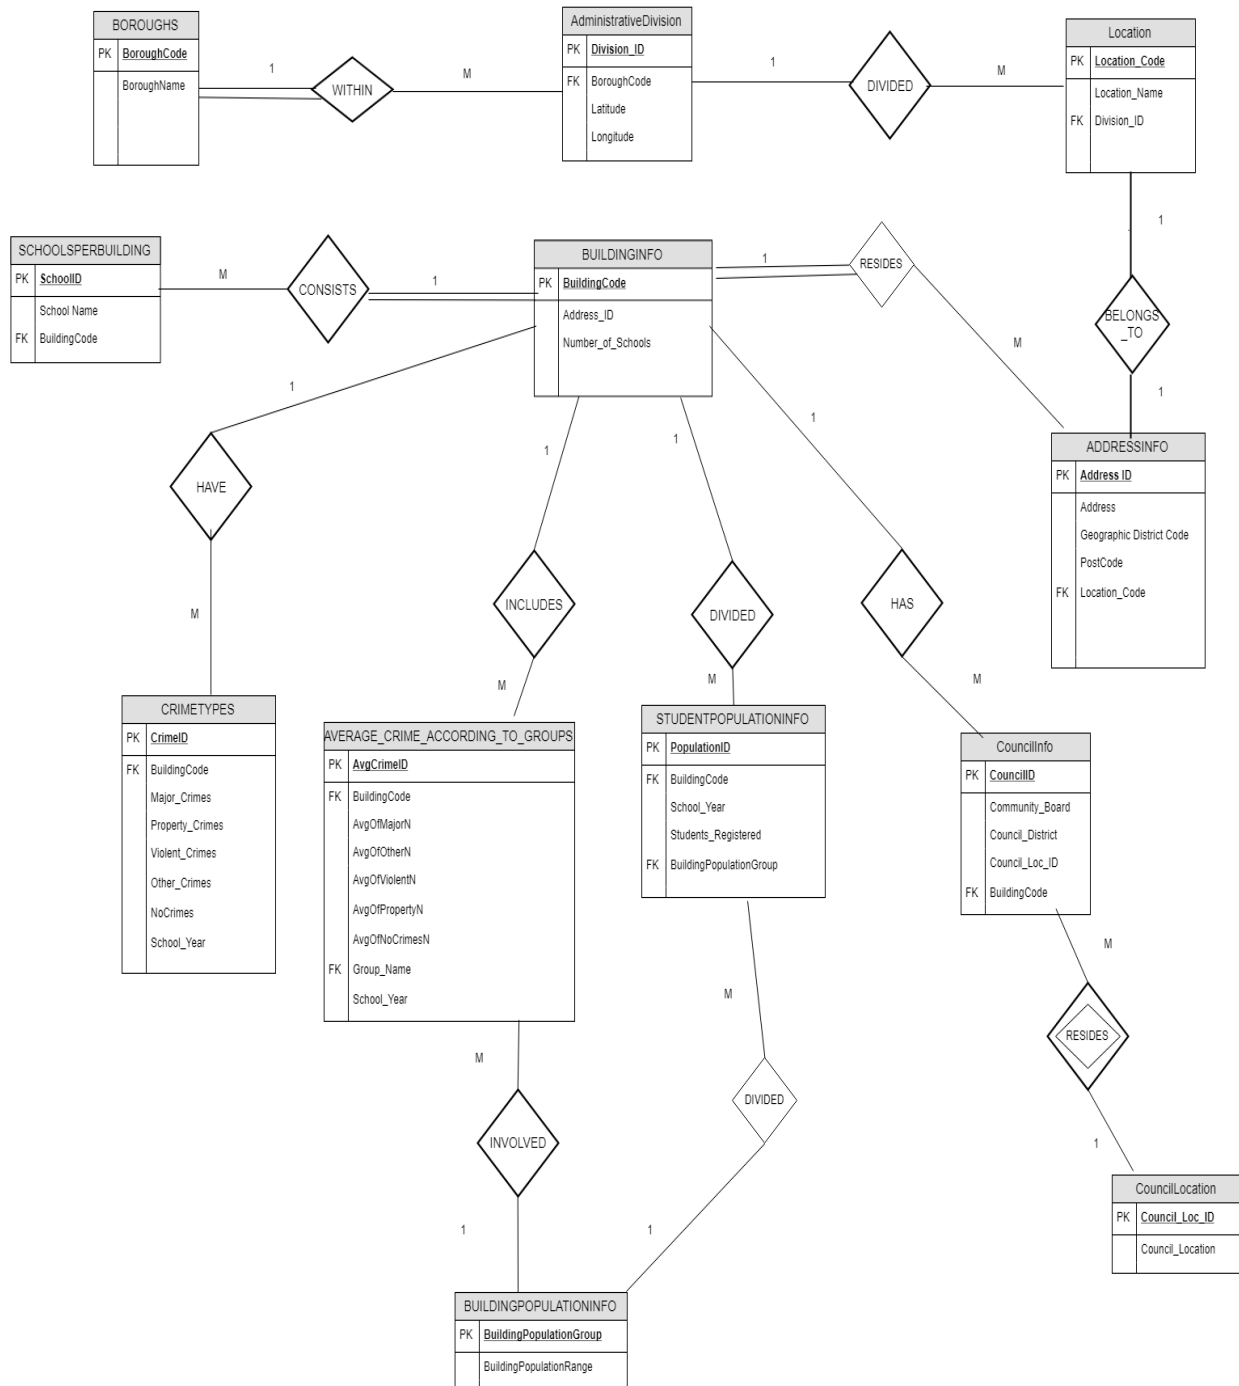 BOROUGHS
PK BoroughCode
BoroughName
1
WITHIN
M
AdministrativeDivision
PK Division_ID
FK BoroughCode
Latitude
Longitude
1
DIVIDED
M
Location
PK Location_Code
Location_Name
FK Division_ID
SCHOOLSPERBUILDING
PK SchoolID
School Name
FK BuildingCode
M
CONSISTS
1
BUILDINGINFO
PK BuildingCode
Address_ID
Number_of_Schools
1
RESIDES
M
1
BELONGS
_TO
1
ADDRESSINFO
PK Address ID
Address
Geographic District Code
PostCode
FK Location_Code
1
HAVE
M
1
INCLUDES
M
1
DIVIDED
M
1
HAS
M
CRIMETYPES
PK CrimeID
FK BuildingCode
Major_Crimes
Property_Crimes
Violent_Crimes
Other_Crimes
NoCrimes
School_Year
AVERAGE_CRIME_ACCORDING_TO_GROUPS
PK AvgCrimeID
FK BuildingCode
AvgOfMajorN
AvgOfOtherN
AvgOfViolentN
AvgOfPropertyN
AvgOfNoCrimesN
FK Group_Name
School_Year
STUDENTPOPULATIONINFO
PK PopulationID
FK BuildingCode
School_Year
Students_Registered
FK BuildingPopulationGroup
CouncilInfo
PK CouncilID
Community_Board
Council_District
Council_Loc_ID
FK BuildingCode
M
INVOLVED
1
M
DIVIDED
1
M
RESIDES
1
CouncilLocation
PK Council_Loc_ID
Council_Location
BUILDINGPOPULATIONINFO
PK BuildingPopulationGroup
BuildingPopulationRange